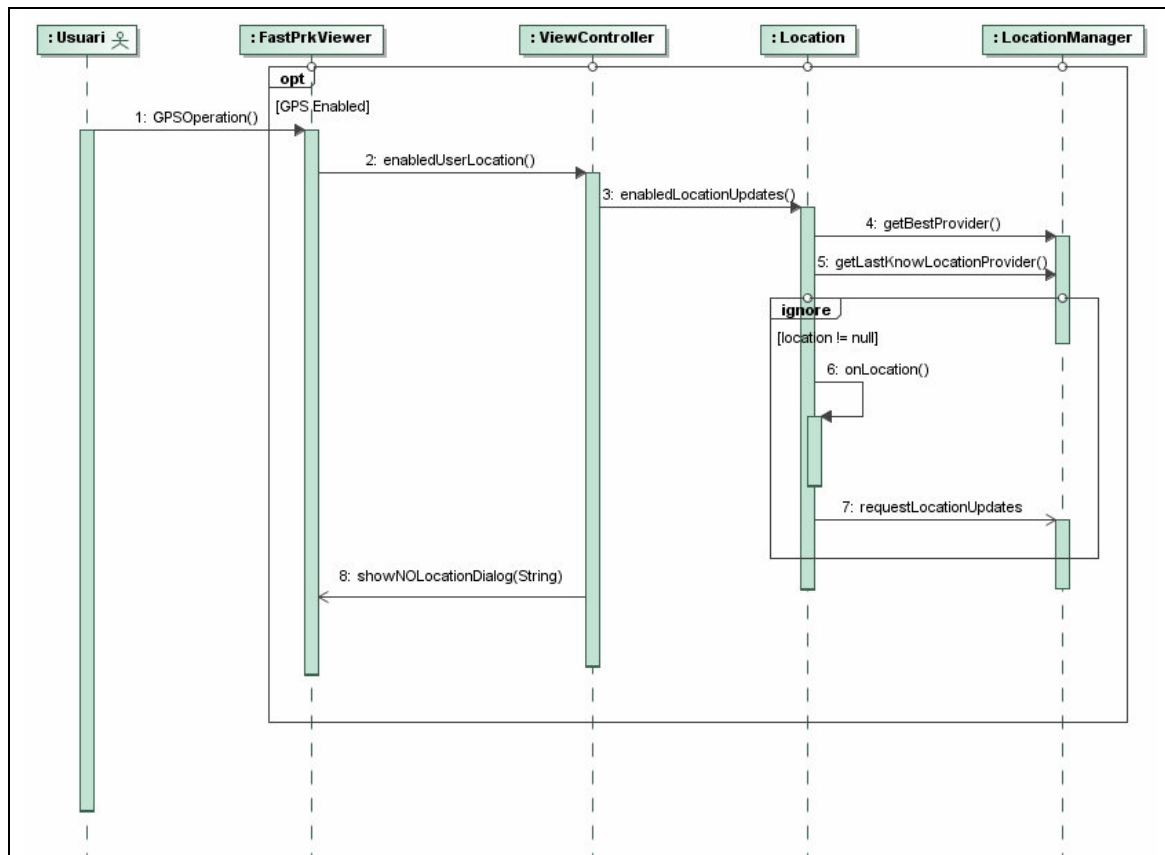 : Usuari
: FastPrkViewer
: ViewController
: Location
: LocationManager
opt
[GPS Enabled]
1: GPSOperation()
2: enabledUserLocation()
3: enabledLocationUpdates()
4: getBestProvider()
5: getLastKnowLocationProvider()
ignore
[location != null]
6: onLocation()
7: requestLocationUpdates
8: showNOLocationDialog(String)